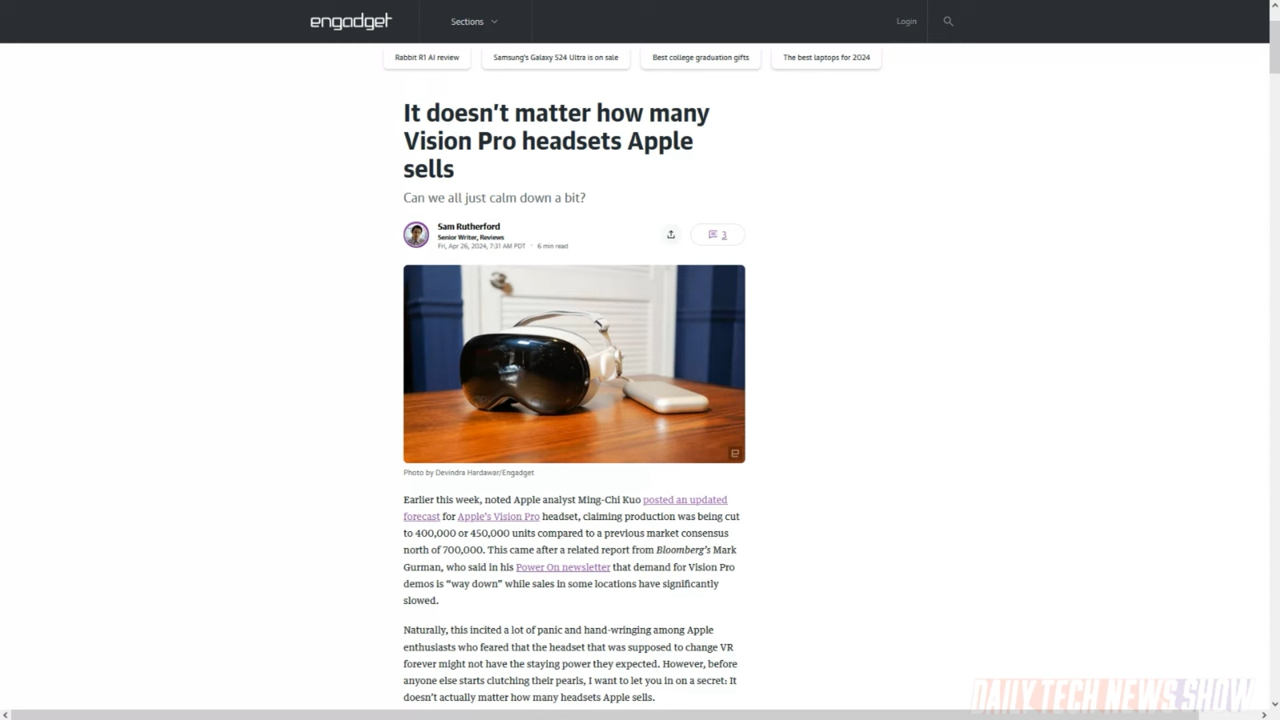 engadget
Sections
Login
Rabbit R1 AI review
Samsung's Galaxy S24 Ultra is on sale
Best college graduation gifts
The best laptops for 2024
It doesn't matter how many
Vision Pro headsets Apple
sells
Can we all just calm down a bit?
Sam Rutherford
Senior Writer, Reviews
Fri, Apr 26, 2024, 7:31 AM PDT · 6 min read
3
Photo by Devindra Hardawar/Engadget
Earlier this week, noted Apple analyst Ming-Chi Kuo posted an updated
forecast for Apple's Vision Pro headset, claiming production was being cut
to 400,000 or 450,000 units compared to a previous market consensus
north of 700,000. This came after a related report from Bloomberg's Mark
Gurman, who said in his Power On newsletter that demand for Vision Pro
demos is "way down" while sales in some locations have significantly
slowed.
Naturally, this incited a lot of panic and hand-wringing among Apple
enthusiasts who feared that the headset that was supposed to change VR
forever might not have the staying power they expected. However, before
anyone else starts clutching their pearls, I want to let you in on a secret: It
doesn't actually matter how many headsets Apple sells.
DAILY TECH NEWS SHOW